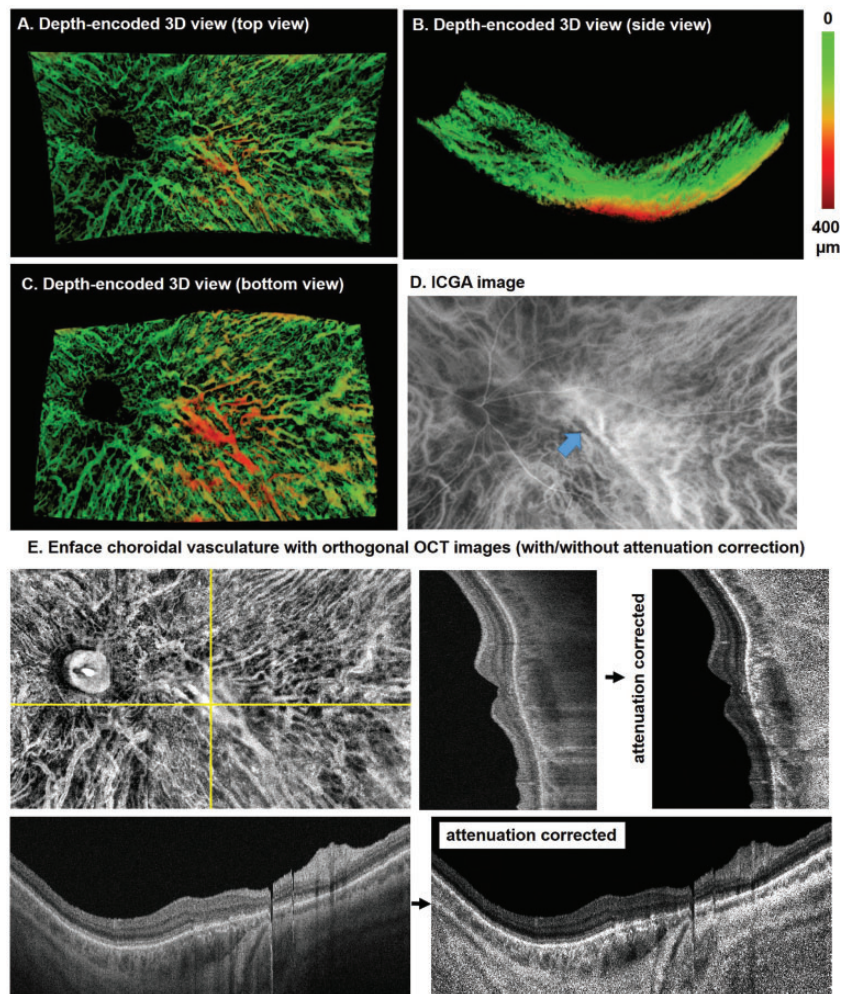 A. Depth-encoded 3D view (top view)
B. Depth-encoded 3D view (side view)
0
400
µm
C. Depth-encoded 3D view (bottom view)
D. ICGA image
E. Enface choroidal vasculature with orthogonal OCT images (with/without attenuation correction)
attenuation corrected
attenuation corrected